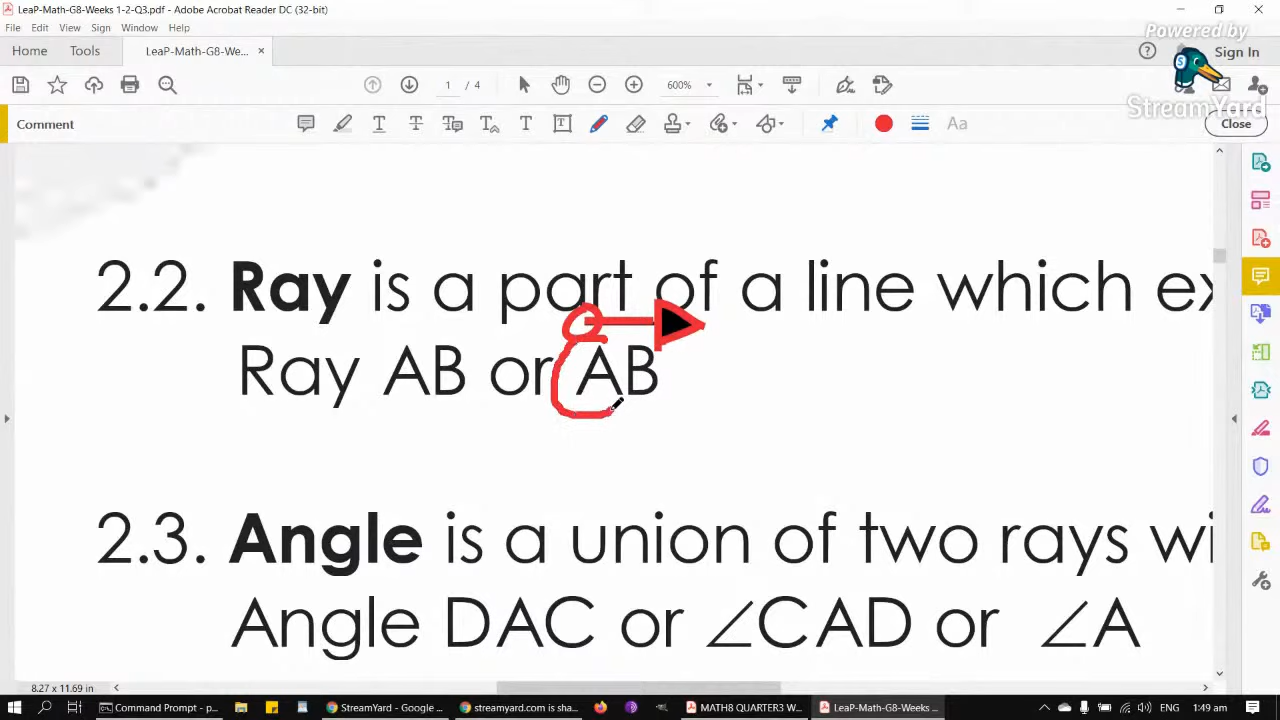 LeaP-Math-G8-Weeks 1-2-Q3.pdf - Adobe Acrobat Reader DC (32-bit)
File Edit View Sign Window Help
Powered by
StreamYard
Home Tools LeaP-Math-G8-We... × Sign In
1 / 4 600%
Comment Aa Close
2.2. Ray is a part of a line which ex
Ray AB or AB
2.3. Angle is a union of two rays wi
Angle DAC or ∠CAD or ∠A
8.27 x 11.69 in
Command Prompt - p... StreamYard - Google ... streamyard.com is sha... MATH8 QUARTER3 W... LeaP-Math-G8-Weeks ... 1:49 am